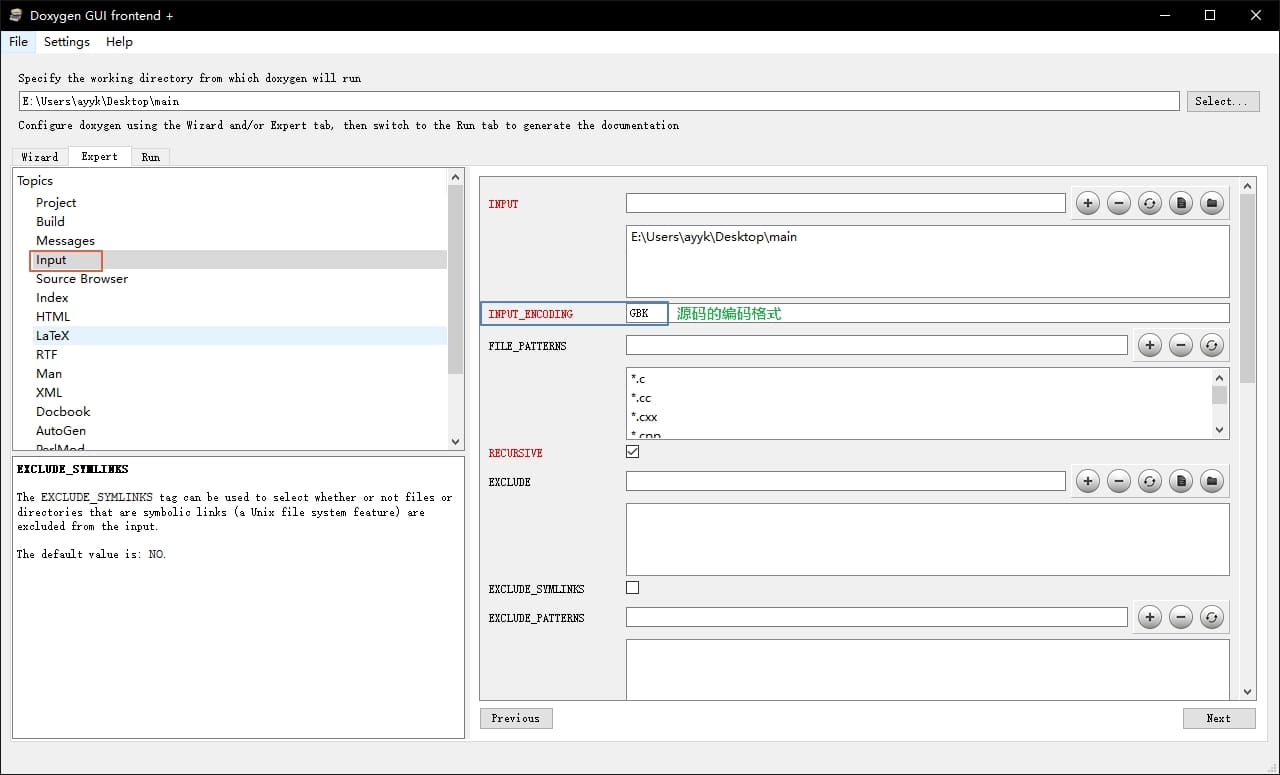 Doxygen GUI frontend +
File Settings Help
Specify the working directory from which doxygen will run
E:\Users\ayyk\Desktop\main
Select...
Configure doxygen using the Wizard and/or Expert tab, then switch to the Run tab to generate the documentation
Wizard Expert Run
Topics
Project
Build
Messages
Input
Source Browser
Index
HTML
LaTeX
RTF
Man
XML
Docbook
AutoGen
PerlMod
EXCLUDE_SYMLINKS
The EXCLUDE_SYMLINKS tag can be used to select whether or not files or
directories that are symbolic links (a Unix file system feature) are
excluded from the input.
The default value is: NO.
INPUT
E:\Users\ayyk\Desktop\main
INPUT_ENCODING GBK 源码的编码格式
FILE_PATTERNS
*.c
*.cc
*.cxx
*.cpp
RECURSIVE
EXCLUDE
EXCLUDE_SYMLINKS
EXCLUDE_PATTERNS
Previous Next